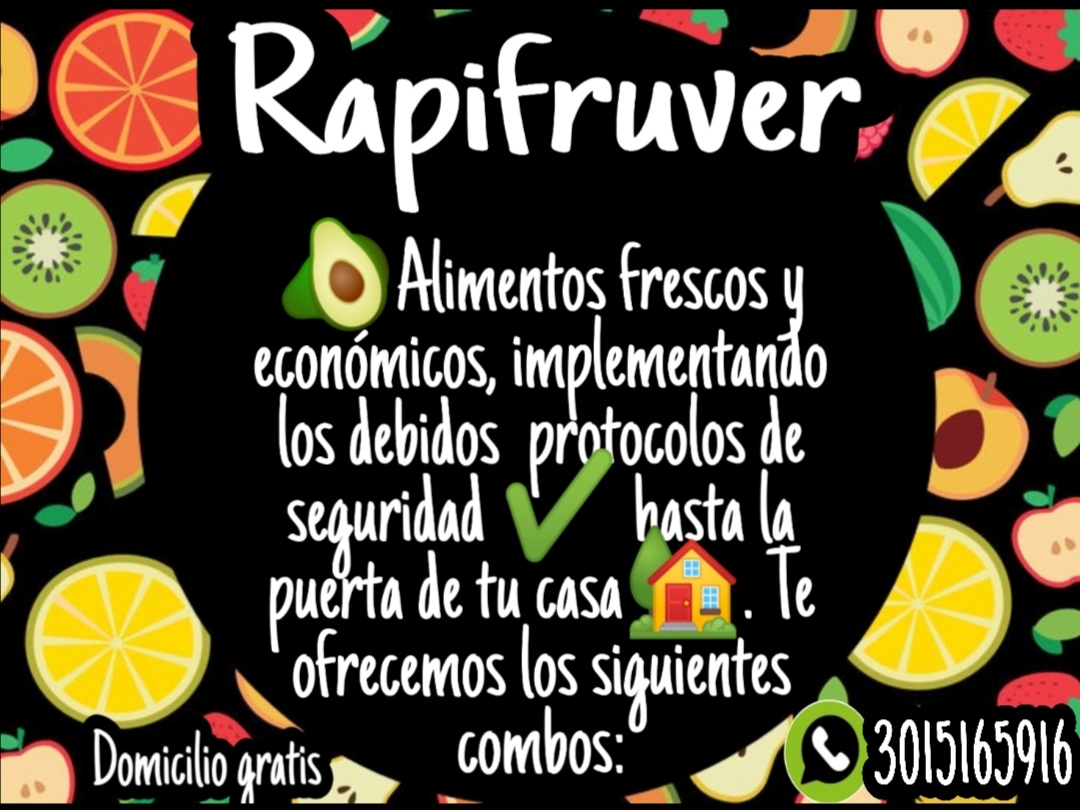 Rapifruver
Alimentos frescos y
económicos, implementando
los debidos protocolos de
seguridad hasta la
puerta de tu casa. Te
ofrecemos los siguientes
combos:
Domicilio gratis
3015165916